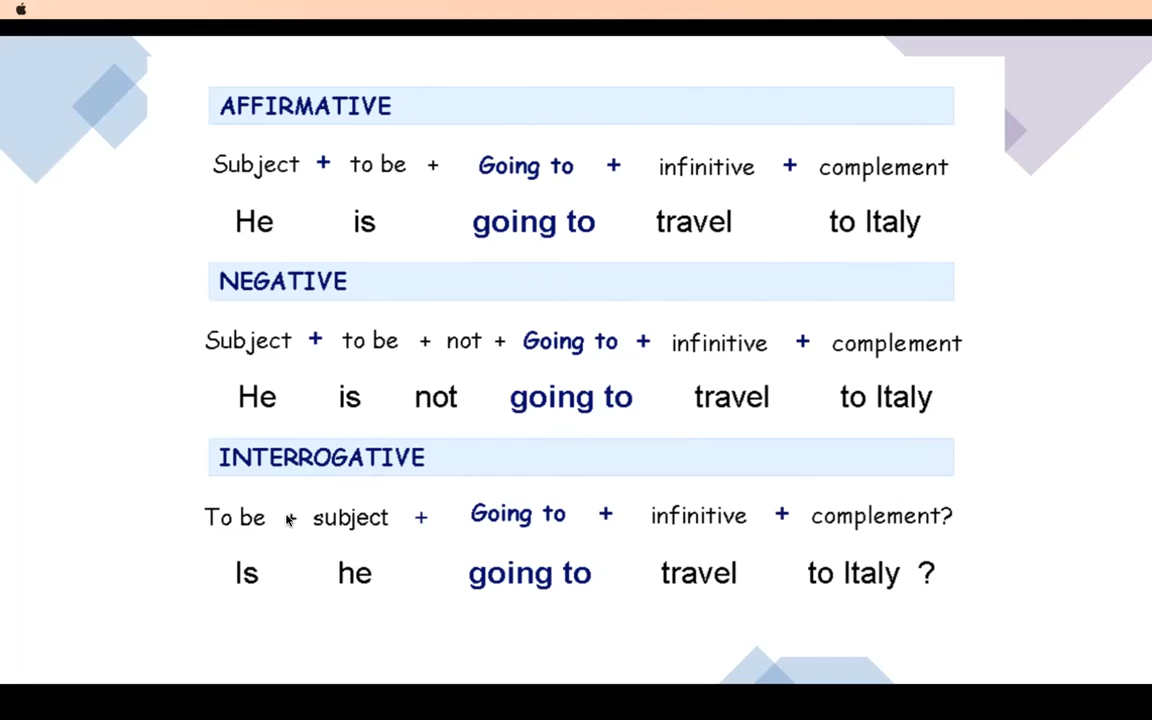 AFFIRMATIVE
Subject + to be + Going to + infinitive + complement
He is going to travel to Italy
NEGATIVE
Subject + to be + not + Going to + infinitive + complement
He is not going to travel to Italy
INTERROGATIVE
To be + subject + Going to + infinitive + complement?
Is he going to travel to Italy ?